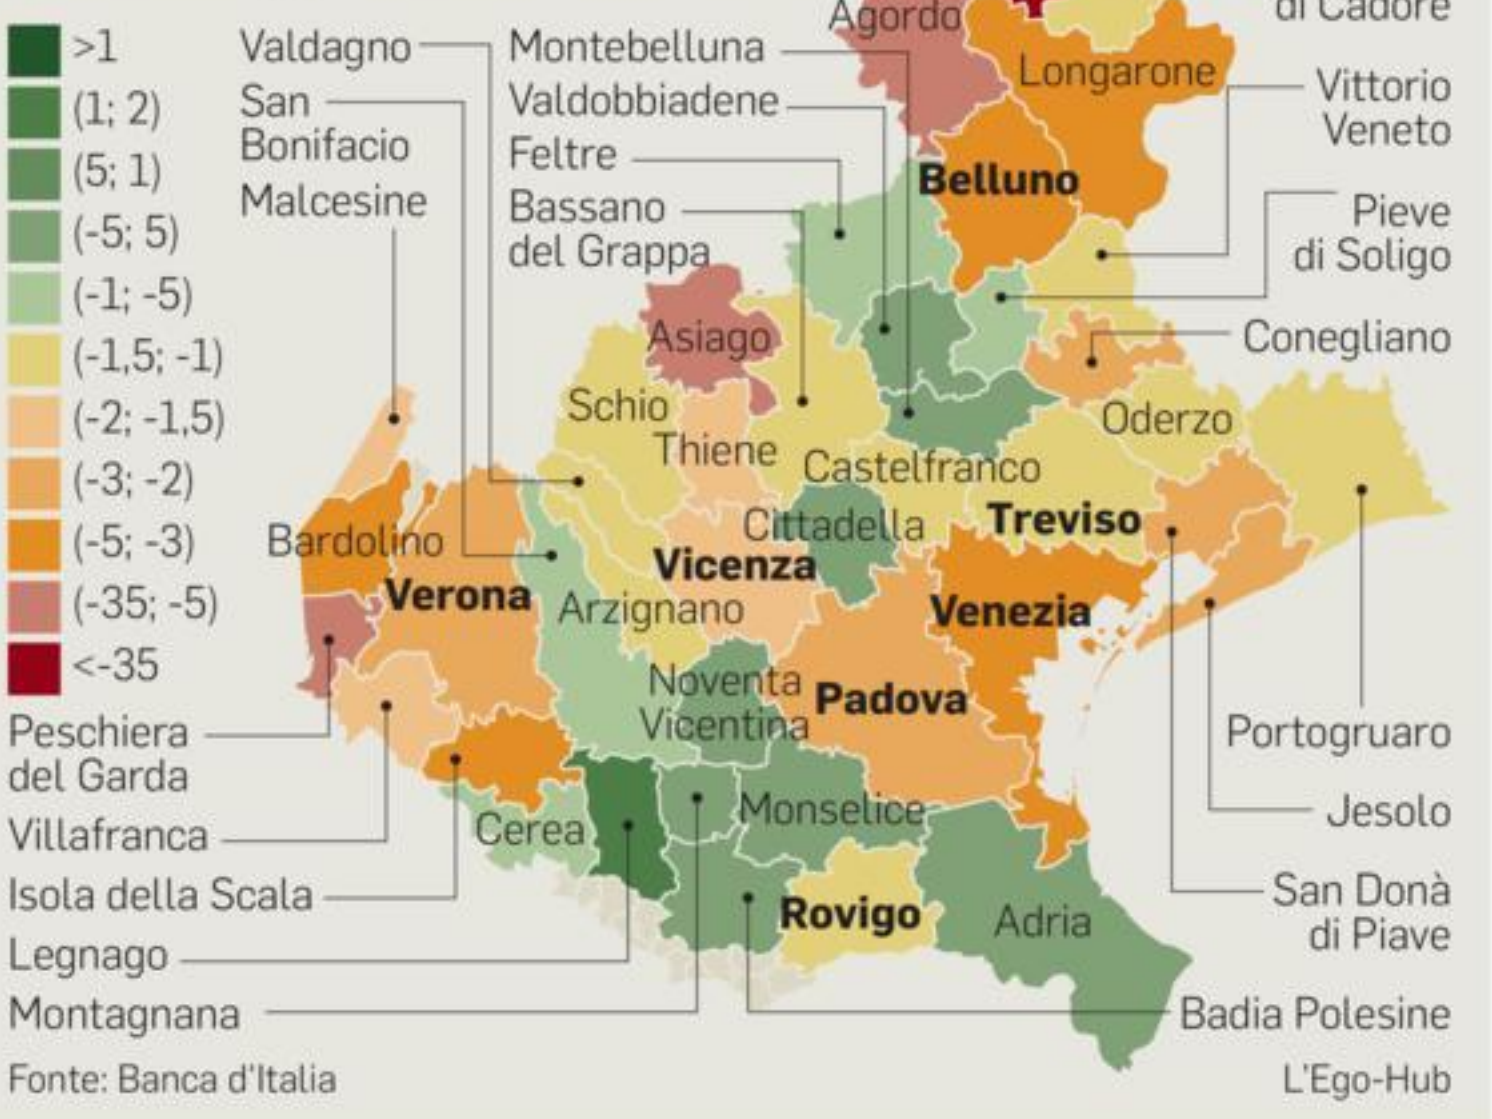 >1
(1; 2)
(5; 1)
(-5; 5)
(-1; -5)
(-1,5; -1)
(-2; -1,5)
(-3; -2)
(-5; -3)
(-35; -5)
<-35
Valdagno
San
Bonifacio
Malcesine
Montebelluna
Valdobbiadene
Feltre
Bassano
del Grappa
Agordo
di Cadore
Longarone
Vittorio
Veneto
Belluno
Pieve
di Soligo
Asiago
Conegliano
Schio
Thiene
Oderzo
Castelfranco
Cittadella
Treviso
Bardolino
Vicenza
Verona
Arzignano
Venezia
Noventa
Vicentina
Padova
Peschiera
del Garda
Portogruaro
Villafranca
Cerea
Monselice
Jesolo
Isola della Scala
Rovigo
Adria
San Donà
di Piave
Legnago
Montagnana
Badia Polesine
Fonte: Banca d'Italia
L'Ego-Hub